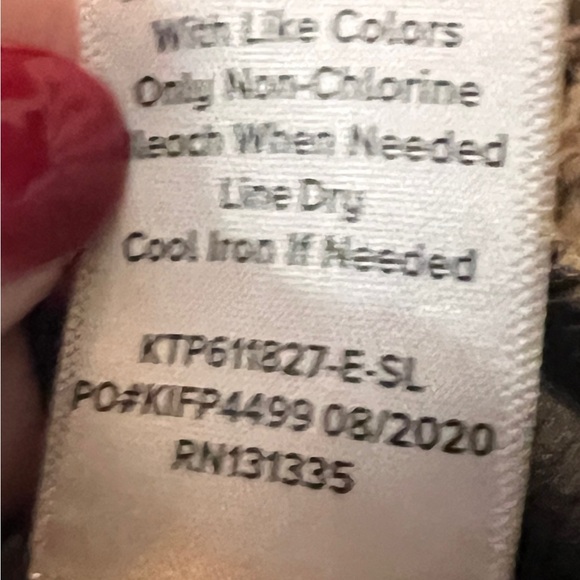 With Like Colors
Only Non-Chlorine
Bleach When Needed
Line Dry
Cool Iron If Needed
KTP611827-E-SL
PO#KIFP4499 08/2020
RN131335